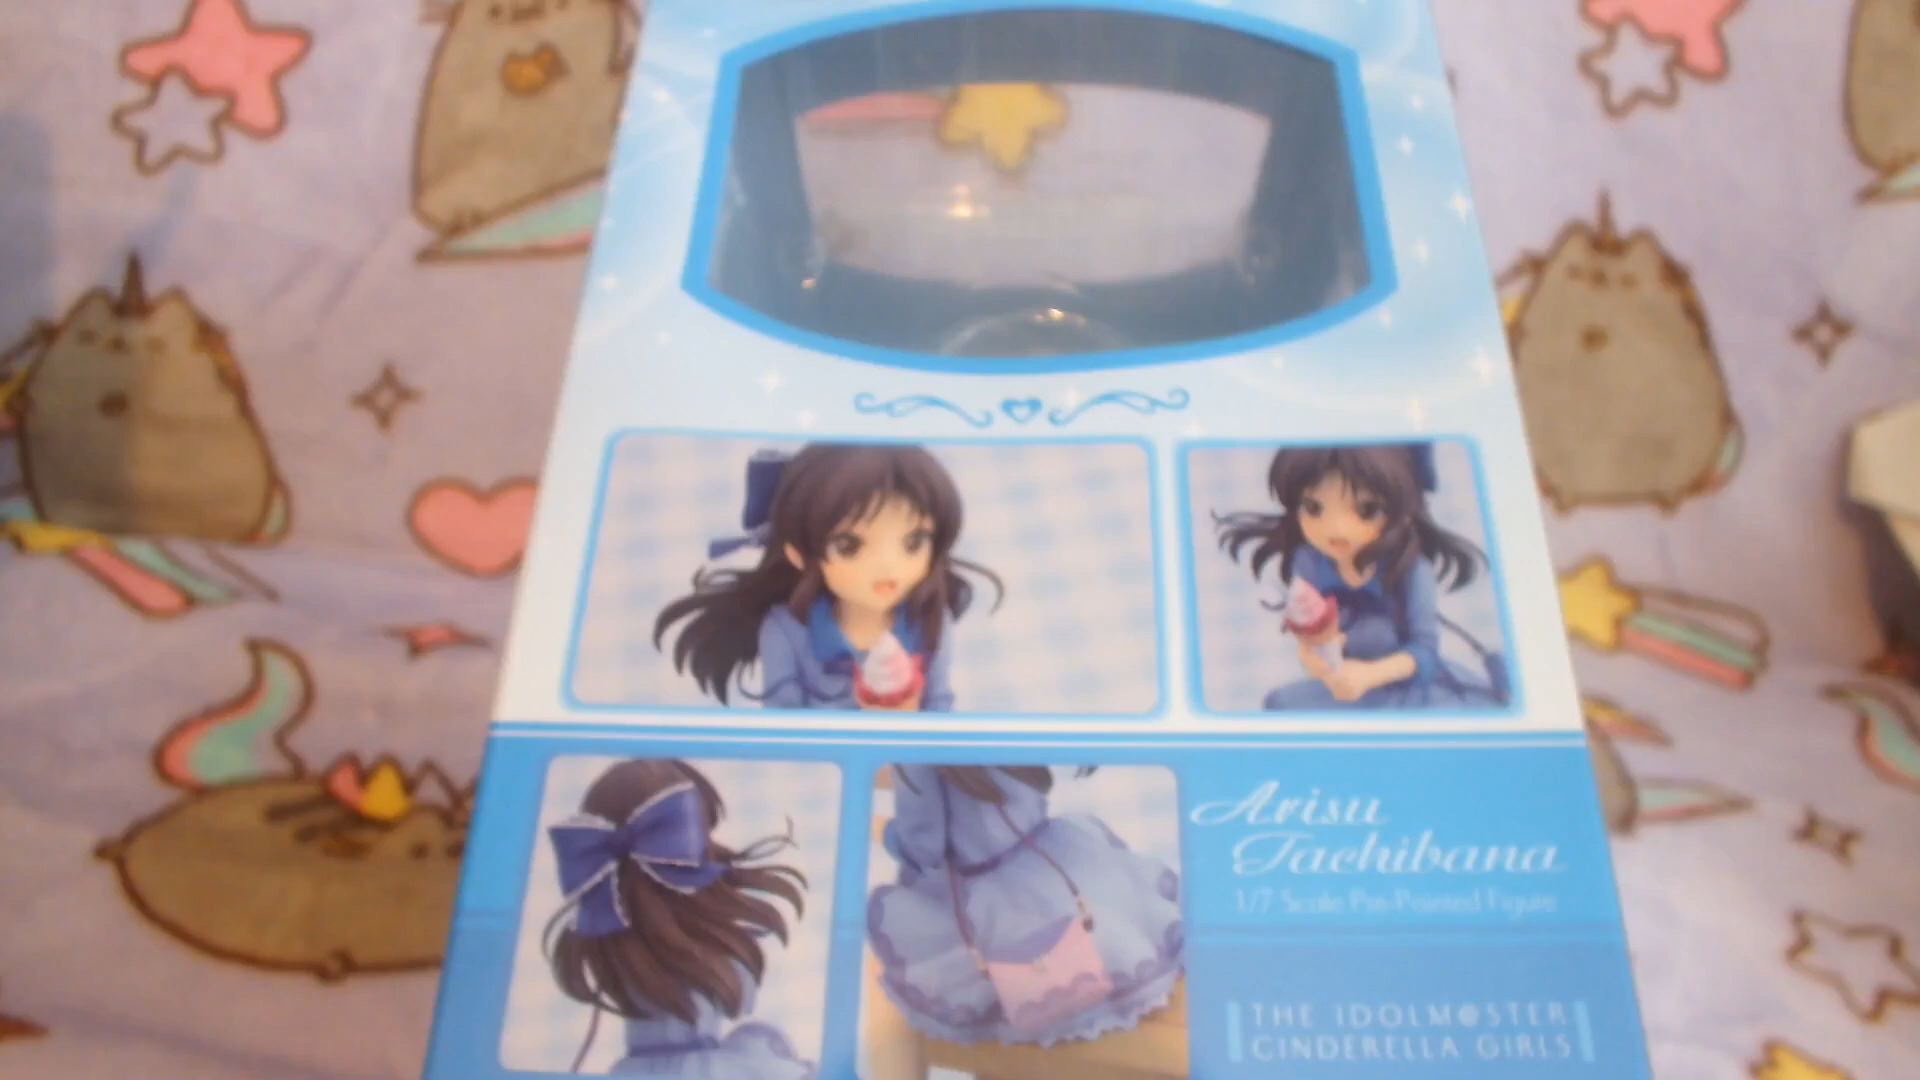 Arisu
Tachibana
1/7 Scale Pre-Painted Figure
THE IDOLM@STER
CINDERELLA GIRLS